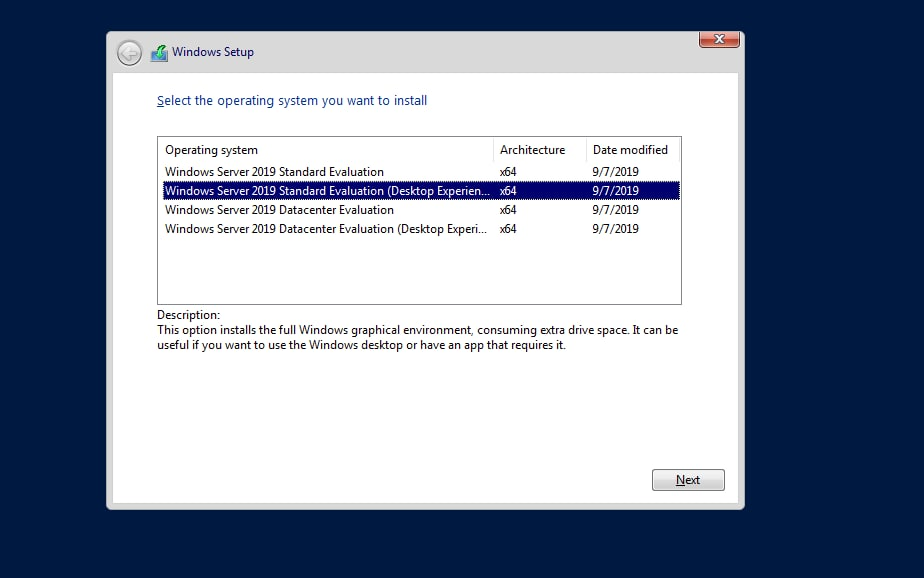 Windows Setup
Select the operating system you want to install
Operating system Architecture Date modified
Windows Server 2019 Standard Evaluation x64 9/7/2019
Windows Server 2019 Standard Evaluation (Desktop Experien... x64 9/7/2019
Windows Server 2019 Datacenter Evaluation x64 9/7/2019
Windows Server 2019 Datacenter Evaluation (Desktop Experi... x64 9/7/2019
Description:
This option installs the full Windows graphical environment, consuming extra drive space. It can be
useful if you want to use the Windows desktop or have an app that requires it.
Next